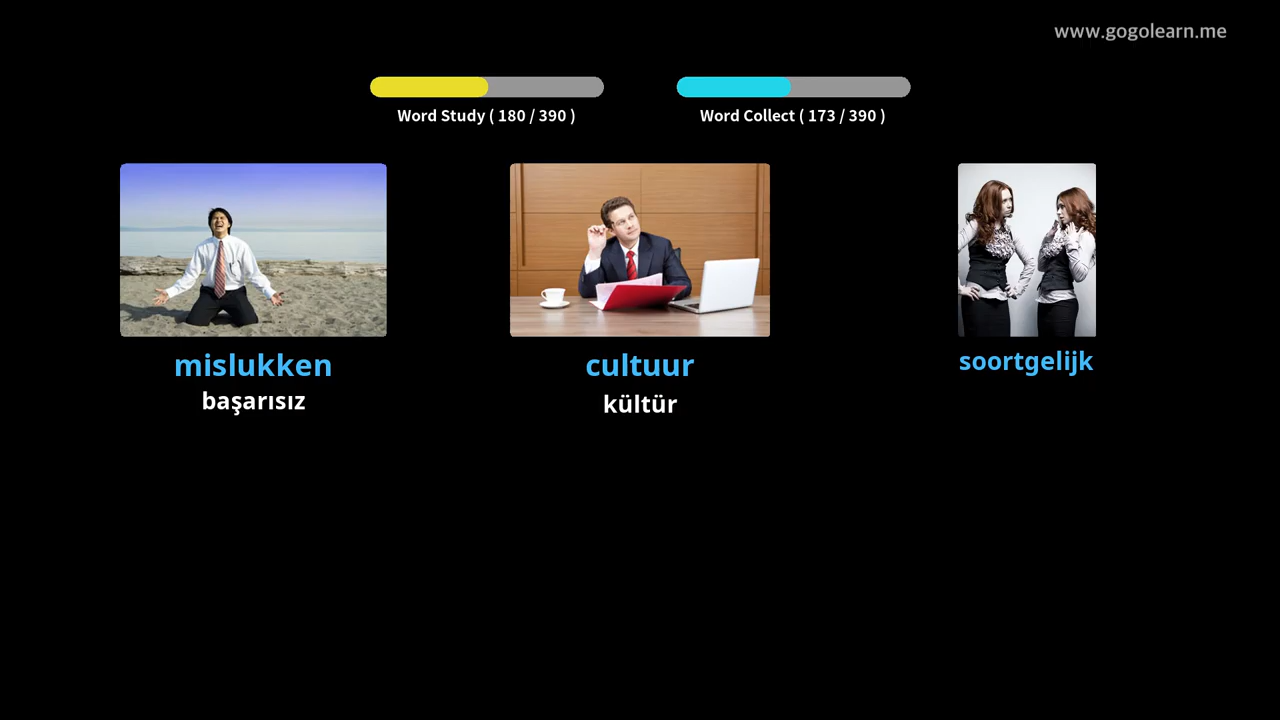 www.gogolearn.me
Word Study ( 180 / 390 )
Word Collect ( 173 / 390 )
mislukken
başarısız
cultuur
kültür
soortgelijk